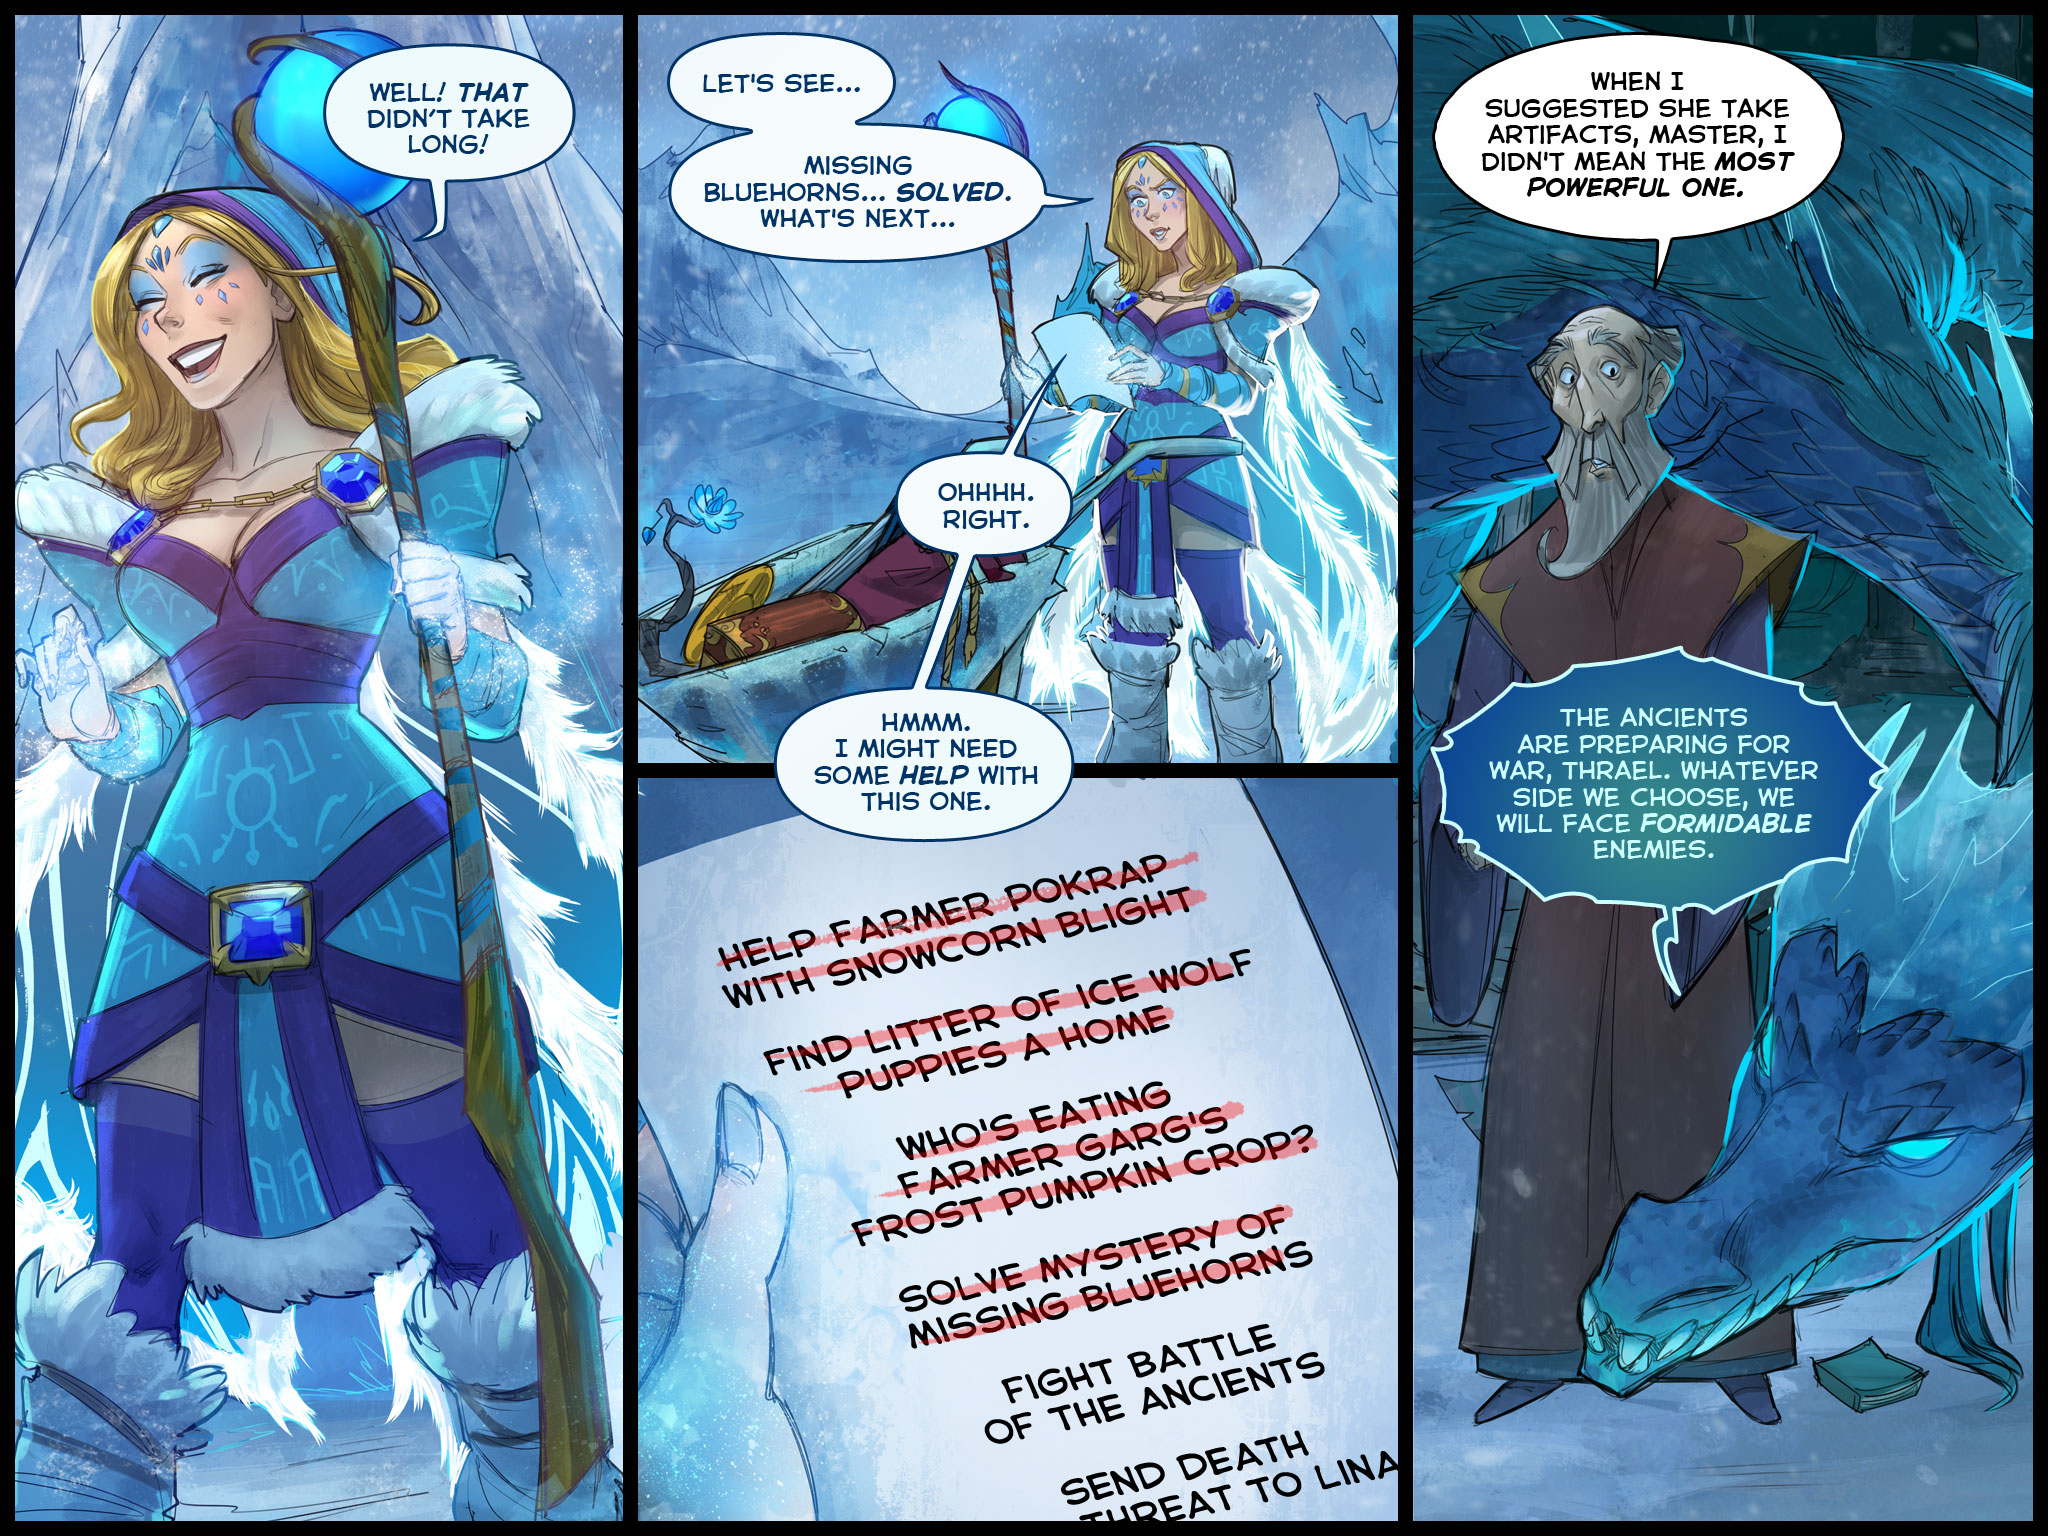 WELL! THAT
DIDN'T TAKE
LONG!
LET'S SEE...
MISSING
BLUEHORNS... SOLVED.
WHAT'S NEXT...
OHHHH.
RIGHT.
HMMM.
I MIGHT NEED
SOME HELP WITH
THIS ONE.
HELP FARMER POKRAP
WITH SNOWCORN BLIGHT
FIND LITTER OF ICE WOLF
PUPPIES A HOME
WHO'S EATING
FARMER GARG'S
FROST PUMPKIN CROP?
SOLVE MYSTERY OF
MISSING BLUEHORNS
FIGHT BATTLE
OF THE ANCIENTS
SEND DEATH
THREAT TO LINA
WHEN I
SUGGESTED SHE TAKE
ARTIFACTS, MASTER, I
DIDN'T MEAN THE MOST
POWERFUL ONE.
THE ANCIENTS
ARE PREPARING FOR
WAR, THRAEL. WHATEVER
SIDE WE CHOOSE, WE
WILL FACE FORMIDABLE
ENEMIES.